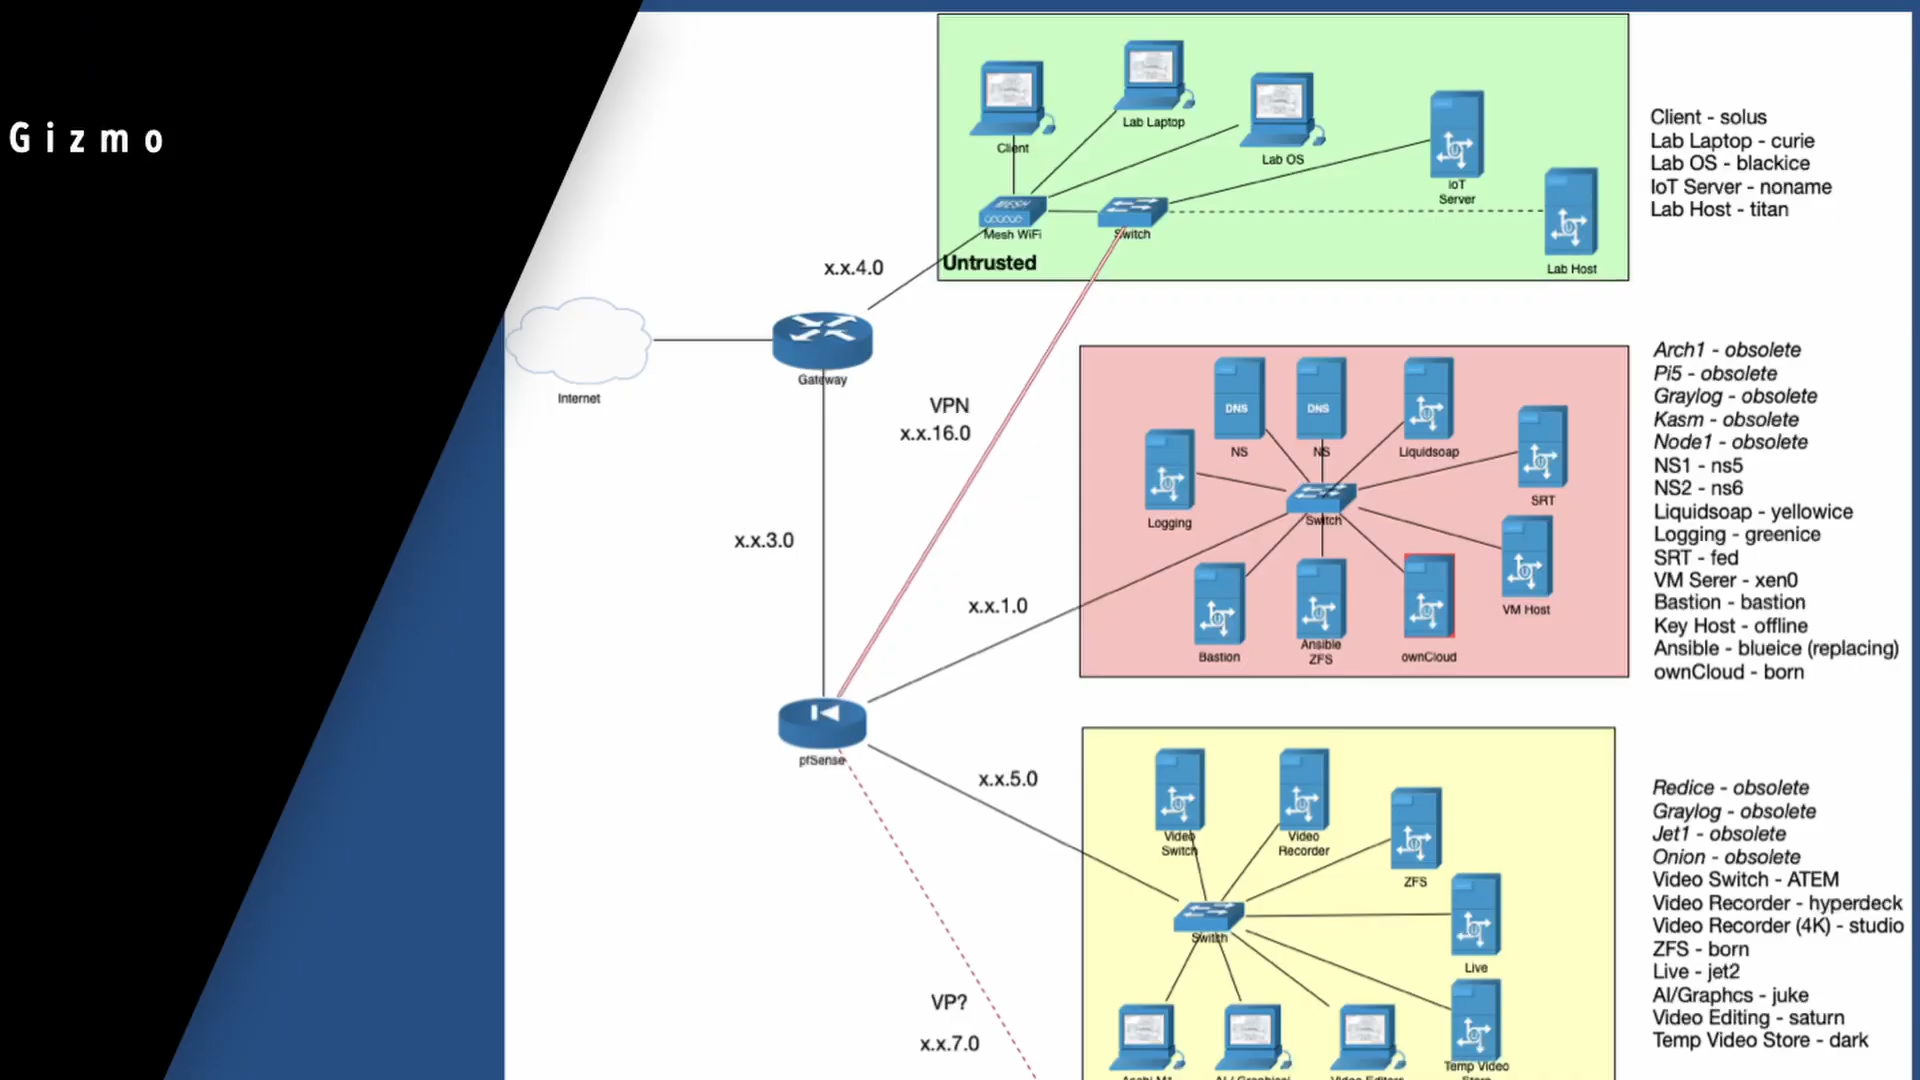 Gizmo
Client
Lab Laptop
Lab OS
IoT
Server
MESH
Mesh WiFi
Switch
Lab Host
Untrusted
Client - solus
Lab Laptop - curie
Lab OS - blackice
IoT Server - noname
Lab Host - titan
x.x.4.0
Internet
Gateway
VPN
x.x.16.0
x.x.3.0
x.x.1.0
pfSense
x.x.5.0
VP?
x.x.7.0
DNS
NS
DNS
NS
Liquidsoap
SRT
Logging
Switch
VM Host
Bastion
Ansible
ZFS
ownCloud
Arch1 - obsolete
Pi5 - obsolete
Graylog - obsolete
Kasm - obsolete
Node1 - obsolete
NS1 - ns5
NS2 - ns6
Liquidsoap - yellowice
Logging - greenice
SRT - fed
VM Serer - xen0
Bastion - bastion
Key Host - offline
Ansible - blueice (replacing)
ownCloud - born
Video
Switch
Video
Recorder
ZFS
Switch
Live
Temp Video
Redice - obsolete
Graylog - obsolete
Jet1 - obsolete
Onion - obsolete
Video Switch - ATEM
Video Recorder - hyperdeck
Video Recorder (4K) - studio
ZFS - born
Live - jet2
AI/Graphcs - juke
Video Editing - saturn
Temp Video Store - dark